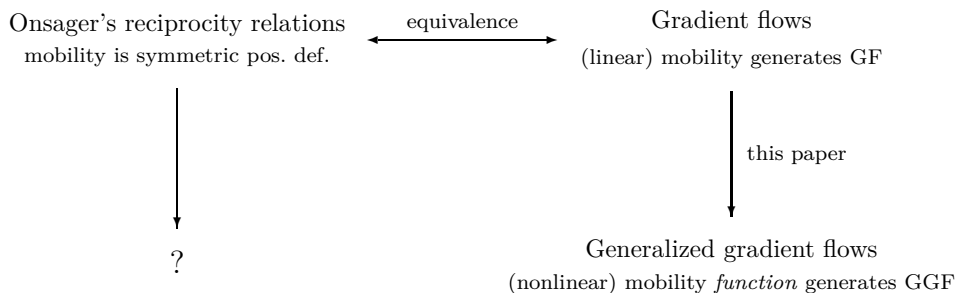 Onsager's reciprocity relations
mobility is symmetric pos. def.
equivalence
Gradient flows
(linear) mobility generates GF
this paper
?
Generalized gradient flows
(nonlinear) mobility function generates GGF